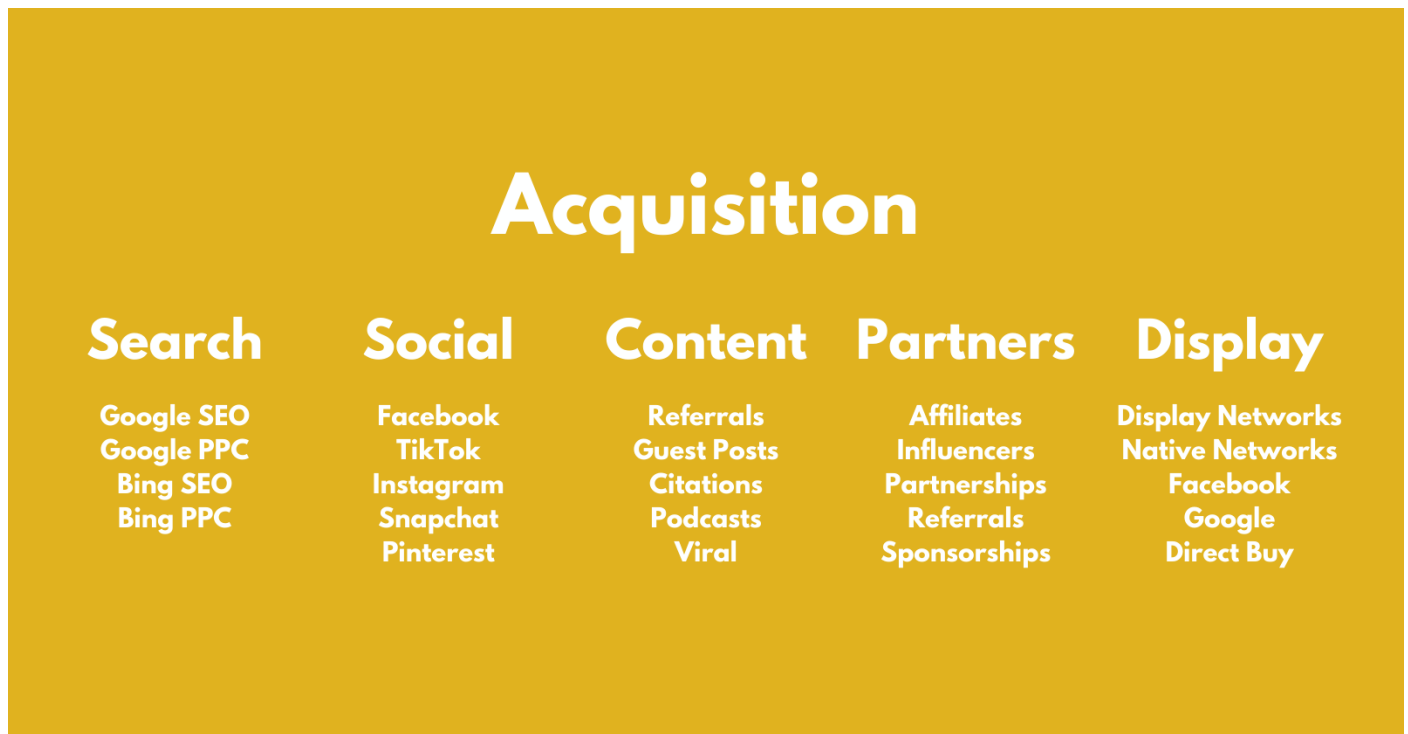 Acquisition
Search
Google SEO
Google PPC
Bing SEO
Bing PPC
Social
Facebook
TikTok
Instagram
Snapchat
Pinterest
Content
Referrals
Guest Posts
Citations
Podcasts
Viral
Partners
Affiliates
Influencers
Partnerships
Referrals
Sponsorships
Display
Display Networks
Native Networks
Facebook
Google
Direct Buy